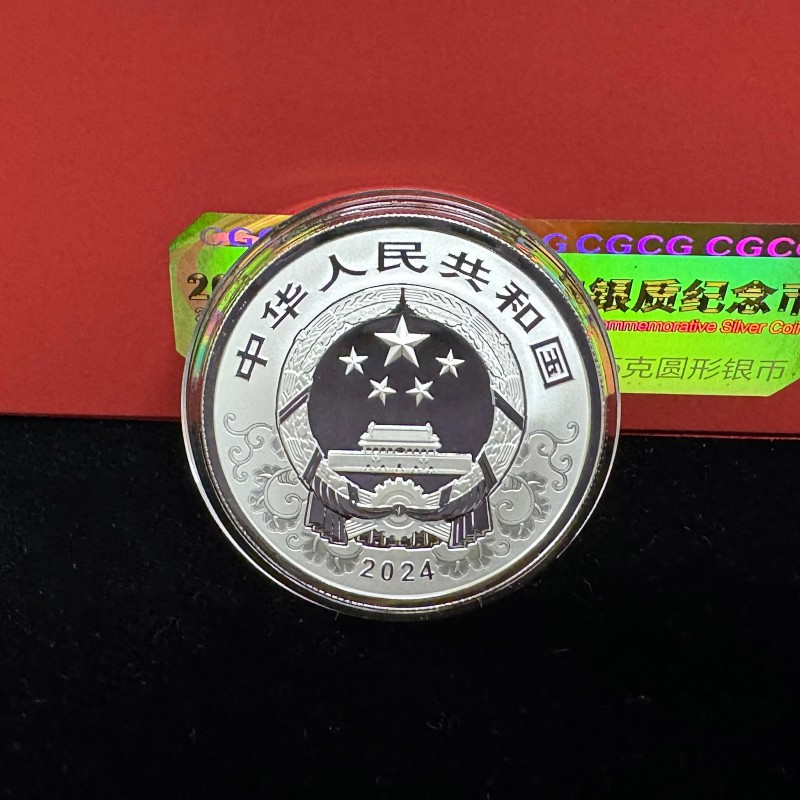 CGCG CGCG CGCG
20 银质纪念币
Commemorative Silver Coin
克圆形银币
中华人民共和国
2024